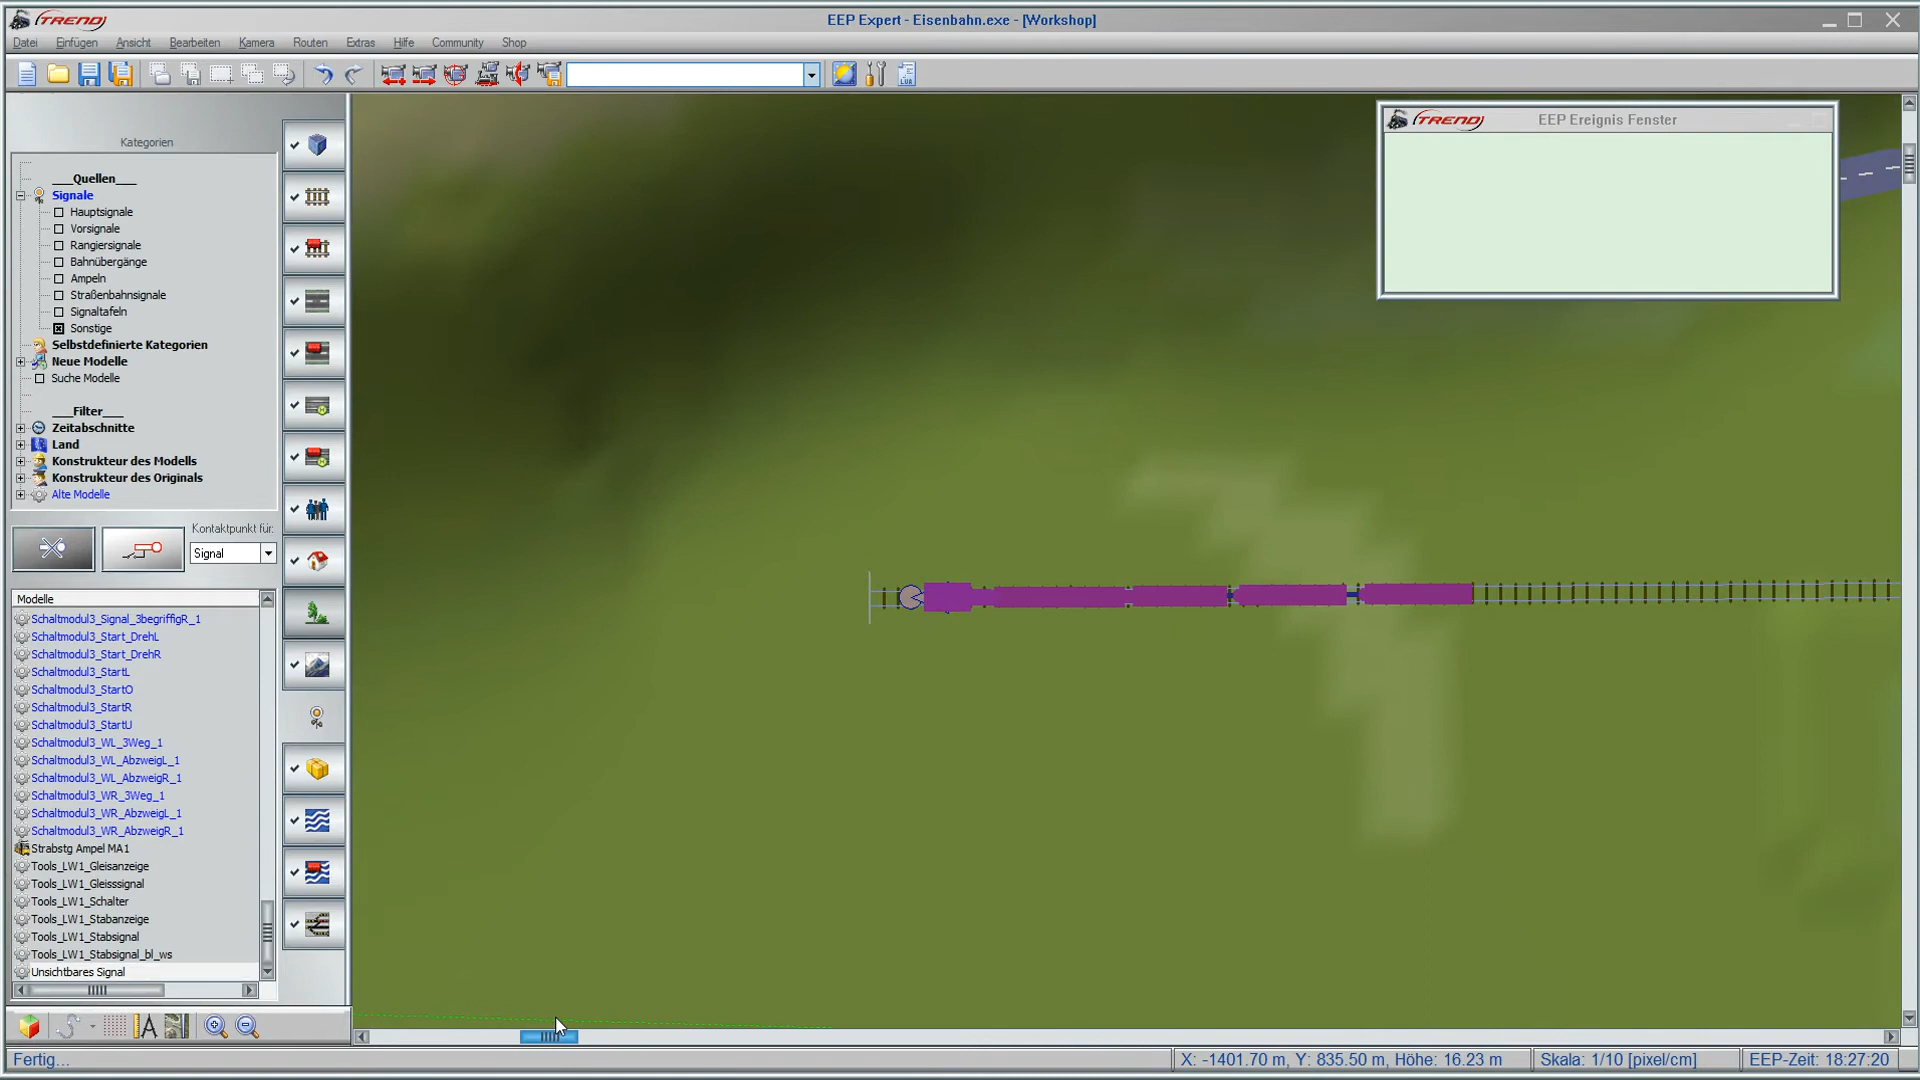 TREND
EEP Expert - Eisenbahn.exe - [Workshop]
Datei Einfügen Ansicht Bearbeiten Kamera Routen Extras Hilfe Community Shop
LUA
Kategorien
___Quellen___
Signale
Hauptsignale
Vorsignale
Rangiersignale
Bahnübergänge
Ampeln
Straßenbahnsignale
Signaltafeln
Sonstige
Selbstdefinierte Kategorien
Neue Modelle
Suche Modelle
___Filter___
Zeitabschnitte
Land
Konstrukteur des Modells
Konstrukteur des Originals
Alte Modelle
Kontaktpunkt für:
Signal
Modelle
Schaltmodul3_Signal_3begriffigR_1
Schaltmodul3_Start_DrehL
Schaltmodul3_Start_DrehR
Schaltmodul3_StartL
Schaltmodul3_StartO
Schaltmodul3_StartR
Schaltmodul3_StartU
Schaltmodul3_WL_3Weg_1
Schaltmodul3_WL_AbzweigL_1
Schaltmodul3_WL_AbzweigR_1
Schaltmodul3_WR_3Weg_1
Schaltmodul3_WR_AbzweigL_1
Schaltmodul3_WR_AbzweigR_1
Strabstg Ampel MA1
Tools_LW1_Gleisanzeige
Tools_LW1_Gleisssignal
Tools_LW1_Schalter
Tools_LW1_Stabanzeige
Tools_LW1_Stabsignal
Tools_LW1_Stabsignal_bl_ws
Unsichtbares Signal
TREND
EEP Ereignis Fenster
Fertig...
X: -1401.70 m, Y: 835.50 m, Höhe: 16.23 m
Skala: 1/10 [pixel/cm]
EEP-Zeit: 18:27:20